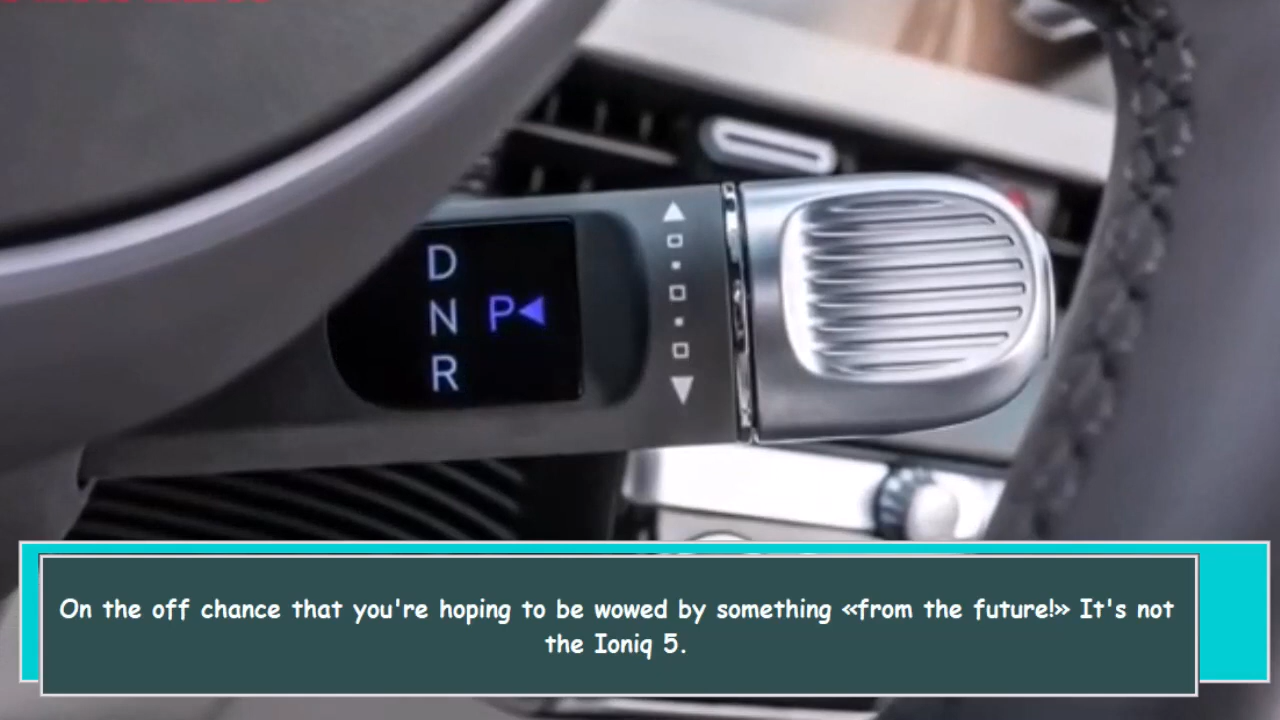 D
N P
R
On the off chance that you're hoping to be wowed by something «from the future!» It's not
the Ioniq 5.